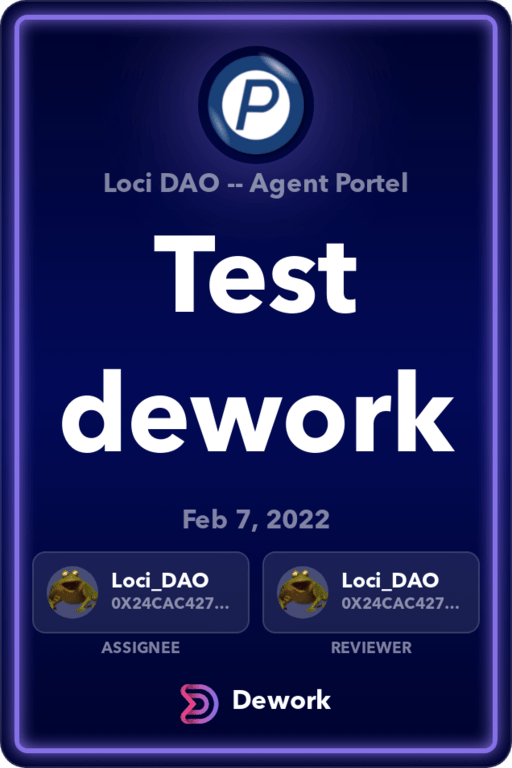 P
Loci DAO -- Agent Portel
Test
dework
Feb 7, 2022
Loci_DAO
0X24CAC427...
ASSIGNEE
Loci_DAO
0X24CAC427...
REVIEWER
Dework